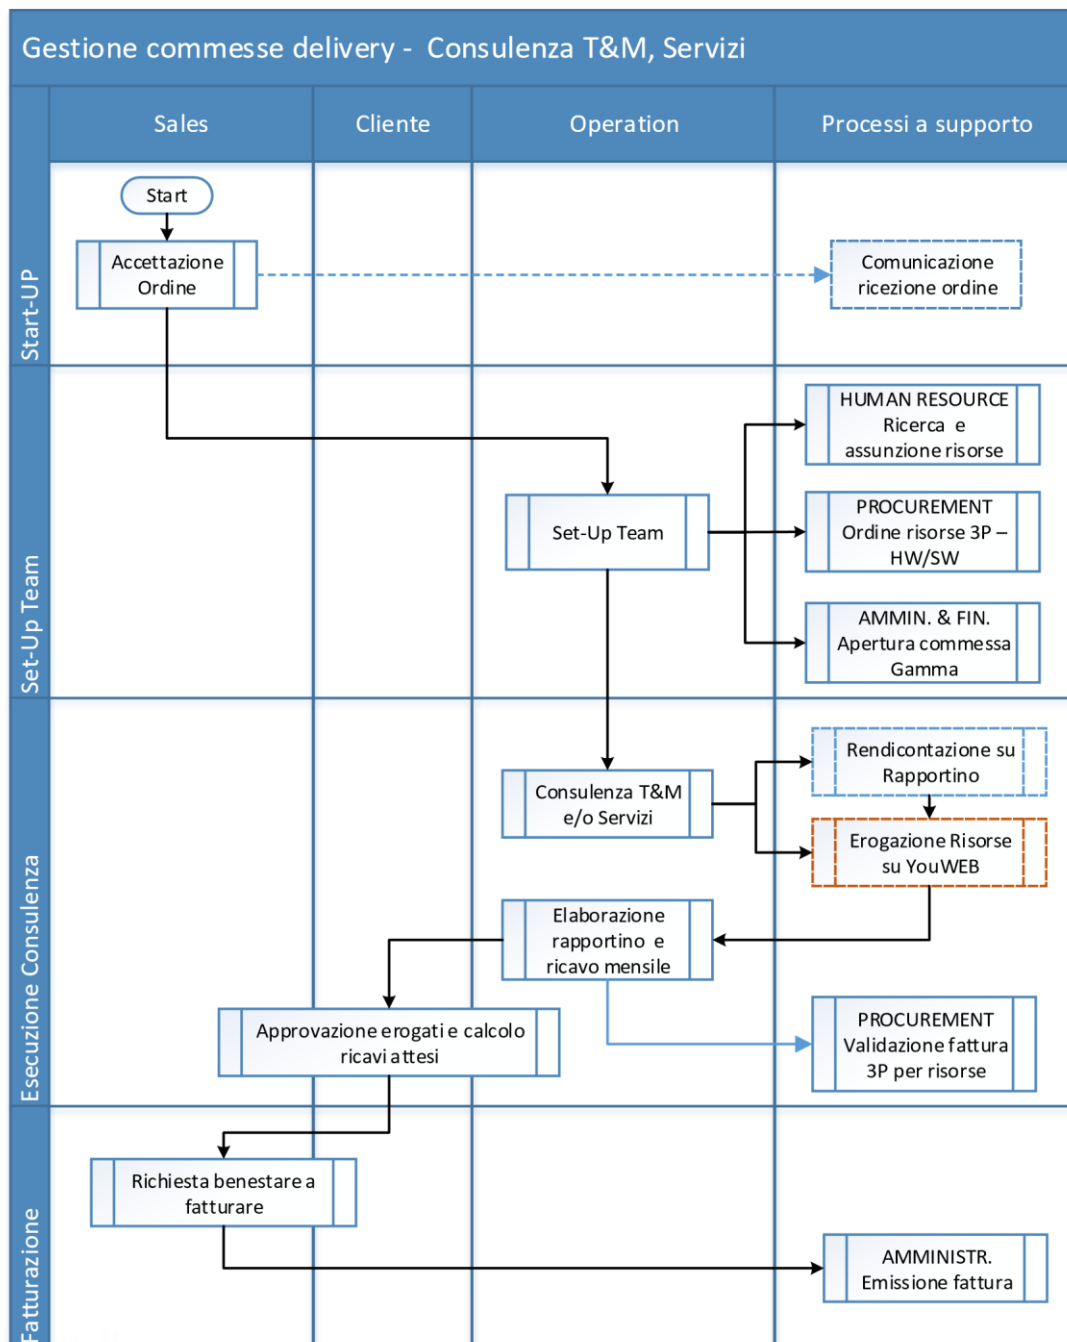 Gestione commesse delivery - Consulenza T&M, Servizi
Sales
Cliente
Operation
Processi a supporto
Start-UP
Start
Accettazione
Ordine
Comunicazione
ricezione ordine
Set-Up Team
HUMAN RESOURCE
Ricerca e
assunzione risorse
Set-Up Team
PROCUREMENT
Ordine risorse 3P –
HW/SW
AMMIN. & FIN.
Apertura commessa
Gamma
Esecuzione Consulenza
Consulenza T&M
e/o Servizi
Rendicontazione su
Rapportino
Erogazione Risorse
su YouWEB
Elaborazione
rapportino e
ricavo mensile
Approvazione erogati e calcolo
ricavi attesi
PROCUREMENT
Validazione fattura
3P per risorse
Fatturazione
Richiesta benestare a
fatturare
AMMINISTR.
Emissione fattura